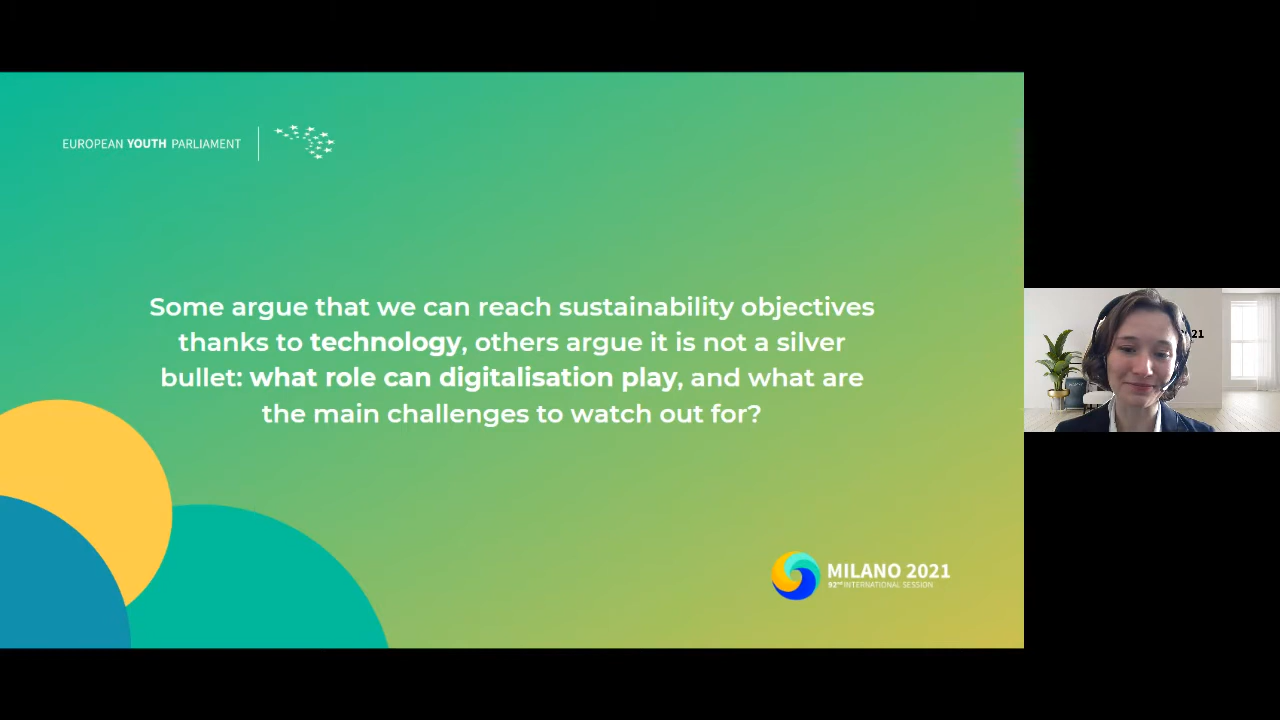 EUROPEAN YOUTH PARLIAMENT
Some argue that we can reach sustainability objectives
thanks to technology, others argue it is not a silver
bullet: what role can digitalisation play, and what are
the main challenges to watch out for?
MILANO 2021
92nd INTERNATIONAL SESSION
21